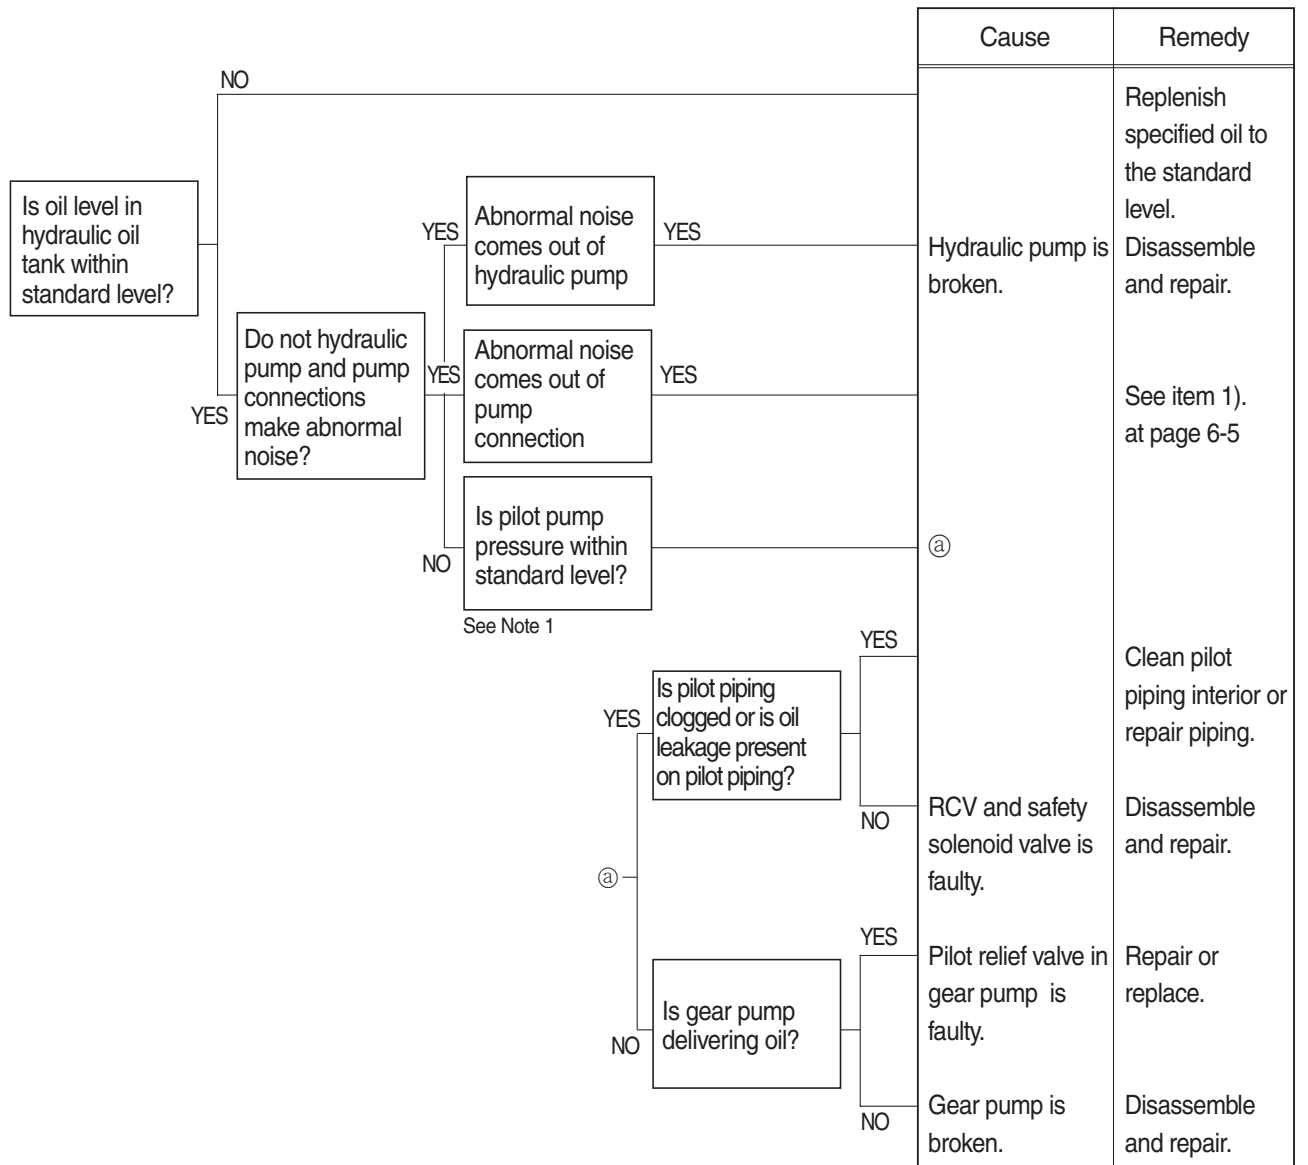 Cause
Remedy
NO
Replenish
specified oil to
the standard
level.
Is oil level in
hydraulic oil
tank within
standard level?
YES
Abnormal noise
comes out of
hydraulic pump
YES
Hydraulic pump is
broken.
Disassemble
and repair.
YES
Do not hydraulic
pump and pump
connections
make abnormal
noise?
YES
Abnormal noise
comes out of
pump
connection
YES
See item 1).
at page 6-5
NO
Is pilot pump
pressure within
standard level?
See Note 1
ⓐ
ⓐ
YES
Is pilot piping
clogged or is oil
leakage present
on pilot piping?
YES
Clean pilot
piping interior or
repair piping.
NO
RCV and safety
solenoid valve is
faulty.
Disassemble
and repair.
NO
Is gear pump
delivering oil?
YES
Pilot relief valve in
gear pump is
faulty.
Repair or
replace.
NO
Gear pump is
broken.
Disassemble
and repair.